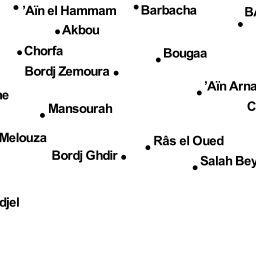 ’Aïn el Hammam
Barbacha
Akbou
Chorfa
Bougaa
Bordj Zemoura
’Aïn Arna
Mansourah
Melouza
Râs el Oued
Bordj Ghdir
Salah Bey
djel